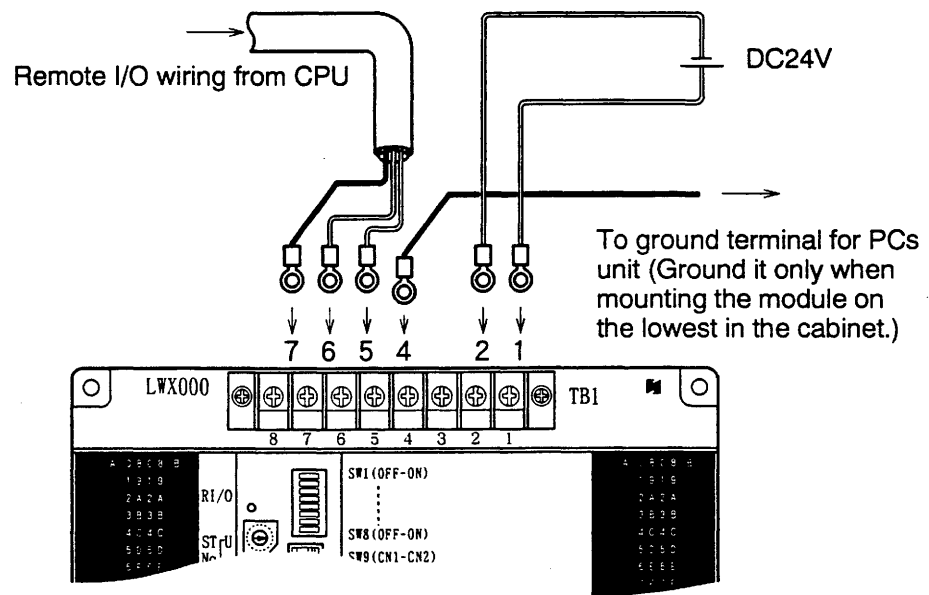 Remote I/O wiring from CPU
DC24V
To ground terminal for PCs
unit (Ground it only when
mounting the module on
the lowest in the cabinet.)
7 6 5 4 2 1
LWX000
TB1
8 7 6 5 4 3 2 1
RI/O
SW1(OFF-ON)
SW8(OFF-ON)
SW9(CN1-CN2)
ST U
No